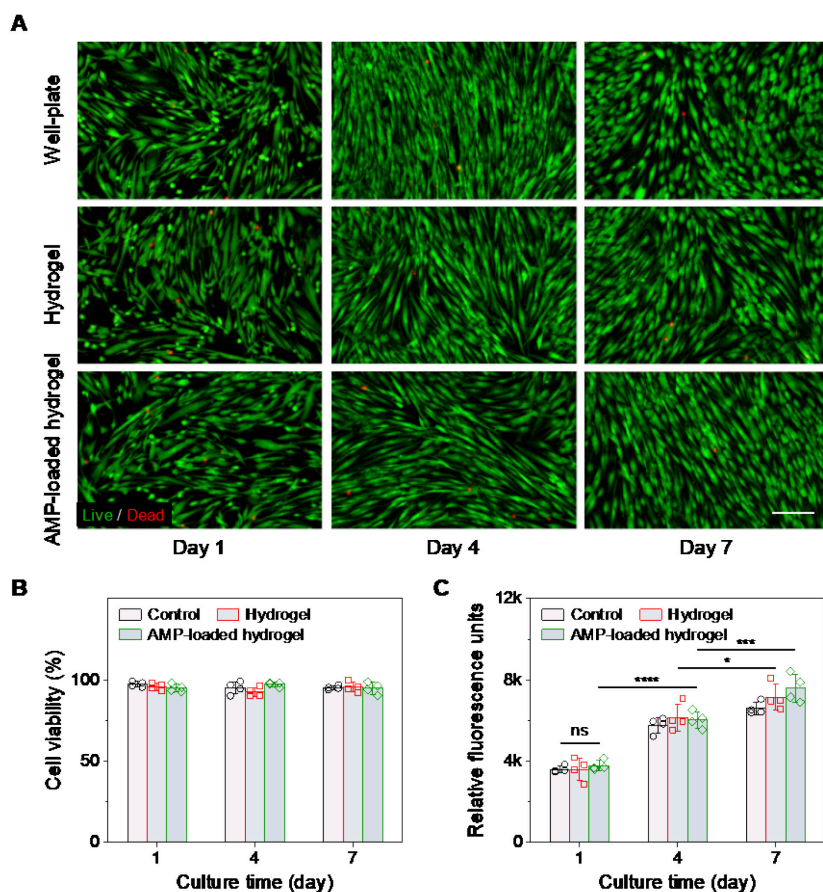 A
Well-plate
Hydrogel
AMP-loaded hydrogel
Live / Dead
Day 1
Day 4
Day 7
B
Control
Hydrogel
AMP-loaded hydrogel
Cell viability (%)
100
50
0
1
4
7
Culture time (day)
C
Control
Hydrogel
AMP-loaded hydrogel
Relative fluorescence units
12k
8k
4k
0
ns
****
*
***
1
4
7
Culture time (day)